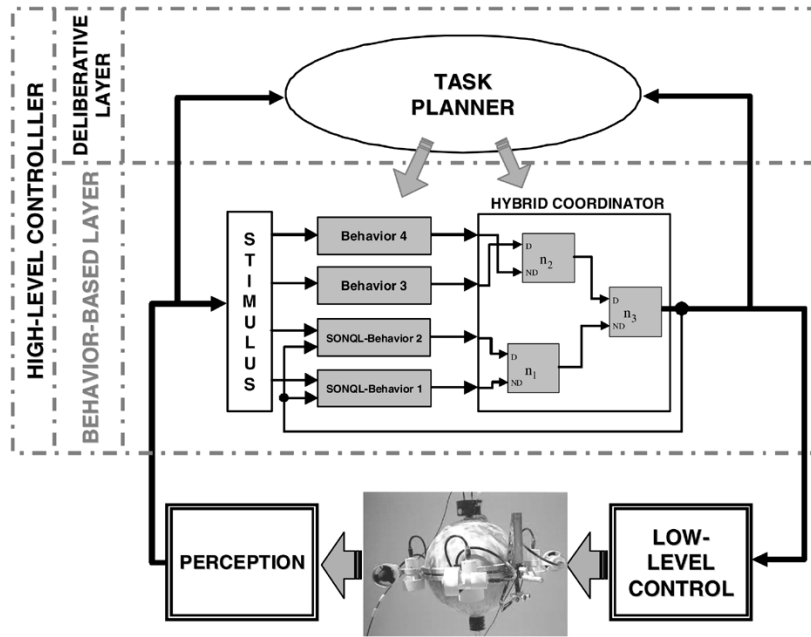 HIGH-LEVEL CONTROLLLER
DELIBERATIVE
LAYER
BEHAVIOR-BASED LAYER
TASK
PLANNER
HYBRID COORDINATOR
STIMULUS
Behavior 4
Behavior 3
SONQL-Behavior 2
SONQL-Behavior 1
D
ND
n2
D
ND
n3
D
ND
n1
PERCEPTION
LOW-
LEVEL
CONTROL